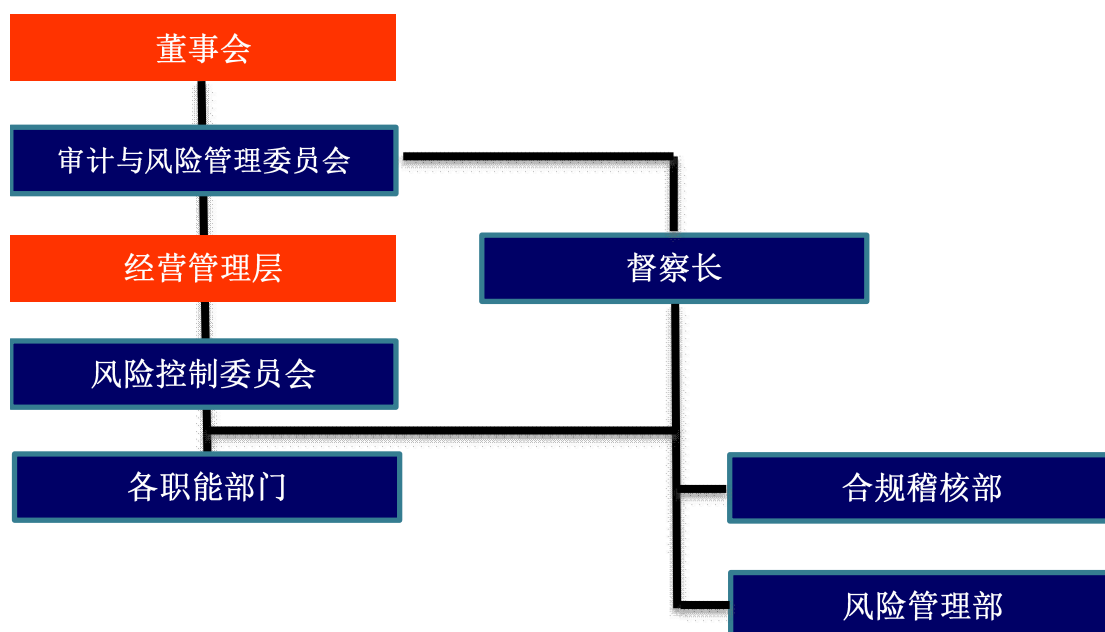 董事会
审计与风险管理委员会
经营管理层
督察长
风险控制委员会
各职能部门
合规稽核部
风险管理部